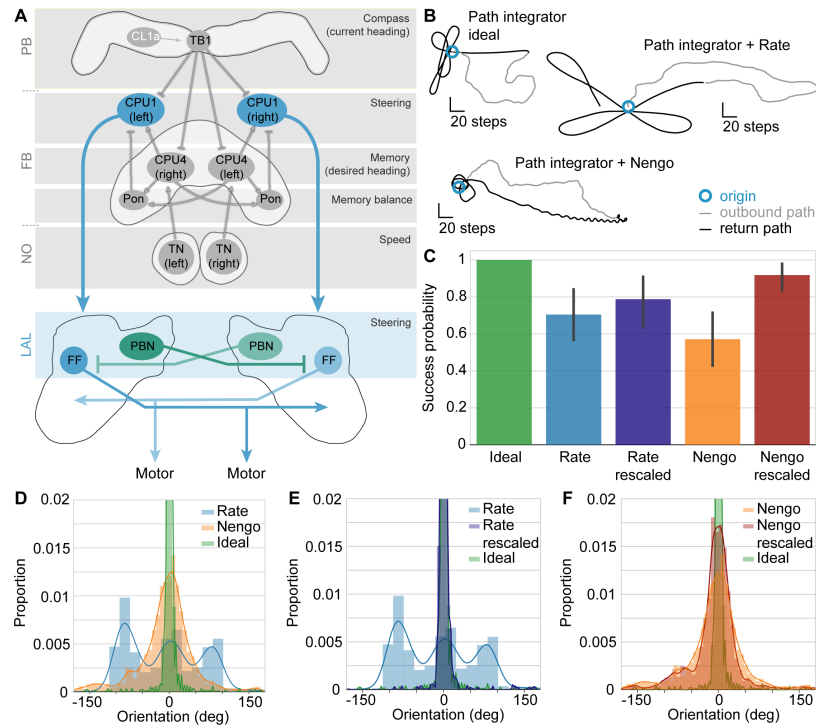 A
PB
CL1a
TB1
Compass
(current heading)
CPU1
(left)
CPU1
(right)
Steering
FB
CPU4
(right)
CPU4
(left)
Memory
(desired heading)
Pon
Pon
Memory balance
NO
TN
(left)
TN
(right)
Speed
LAL
Steering
FF
PBN
PBN
FF
Motor
Motor
B
Path integrator
ideal
20 steps
Path integrator + Rate
20 steps
Path integrator + Nengo
20 steps
origin
outbound path
return path
C
Success probability
1
0.8
0.6
0.4
0.2
0
Ideal
Rate
Rate
rescaled
Nengo
Nengo
rescaled
D
Proportion
0.02
0.015
0.01
0.005
0
Rate
Nengo
Ideal
-150
0
150
Orientation (deg)
E
Proportion
0.02
0.015
0.01
0.005
0
Rate
Rate
rescaled
Ideal
-150
0
150
Orientation (deg)
F
Proportion
0.02
0.015
0.01
0.005
0
Nengo
Nengo
rescaled
Ideal
-150
0
150
Orientation (deg)